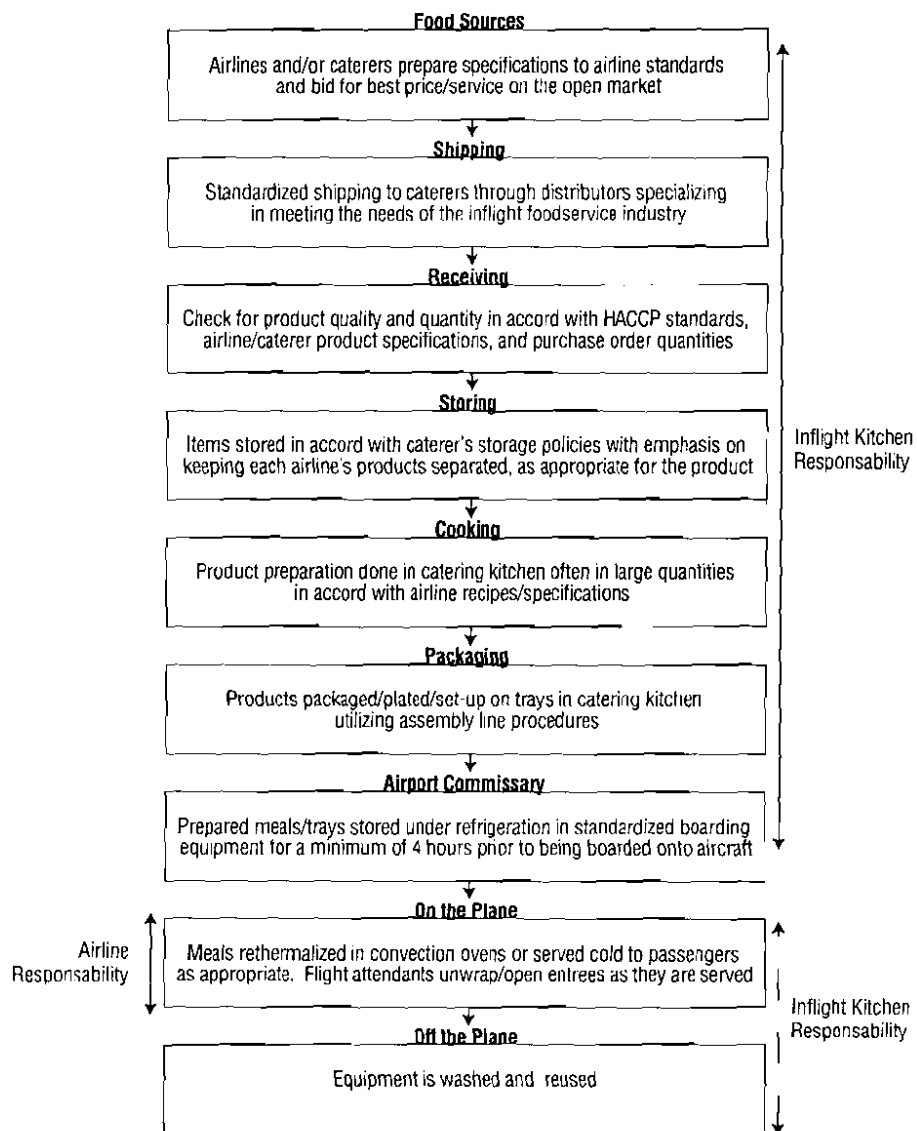 Food Sources
Airlines and/or caterers prepare specifications to airline standards
and bid for best price/service on the open market
Shipping
Standardized shipping to caterers through distributors specializing
in meeting the needs of the inflight foodservice industry
Receiving
Check for product quality and quantity in accord with HACCP standards,
airline/caterer product specifications, and purchase order quantities
Storing
Items stored in accord with caterer's storage policies with emphasis on
keeping each airline's products separated, as appropriate for the product
Inflight Kitchen
Responsability
Cooking
Product preparation done in catering kitchen often in large quantities
in accord with airline recipes/specifications
Packaging
Products packaged/plated/set-up on trays in catering kitchen
utilizing assembly line procedures
Airport Commissary
Prepared meals/trays stored under refrigeration in standardized boarding
equipment for a minimum of 4 hours prior to being boarded onto aircraft
On the Plane
Airline
Responsability
Meals rethermalized in convection ovens or served cold to passengers
as appropriate. Flight attendants unwrap/open entrees as they are served
Inflight Kitchen
Responsability
Off the Plane
Equipment is washed and reused